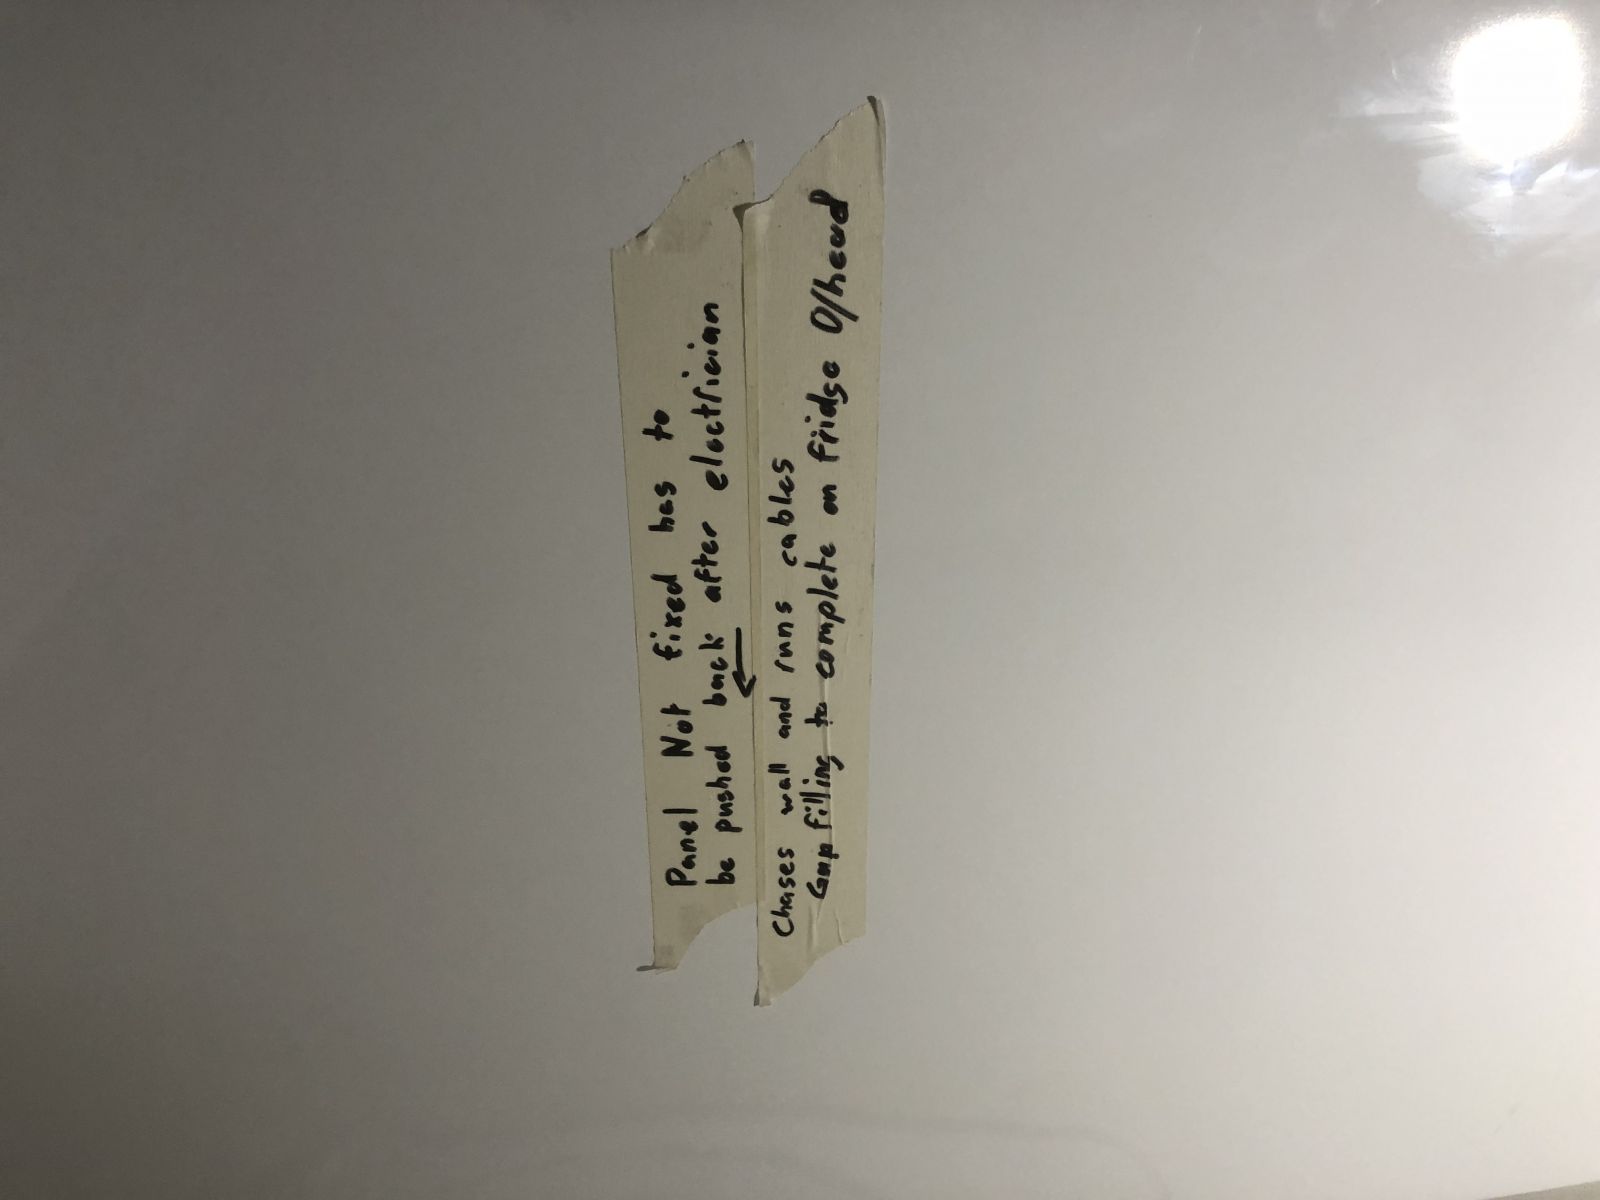 Panel Not fixed has to
be pushed back after electrician
←
Chases wall and runs cables
Gap filling to complete on fridge O/head